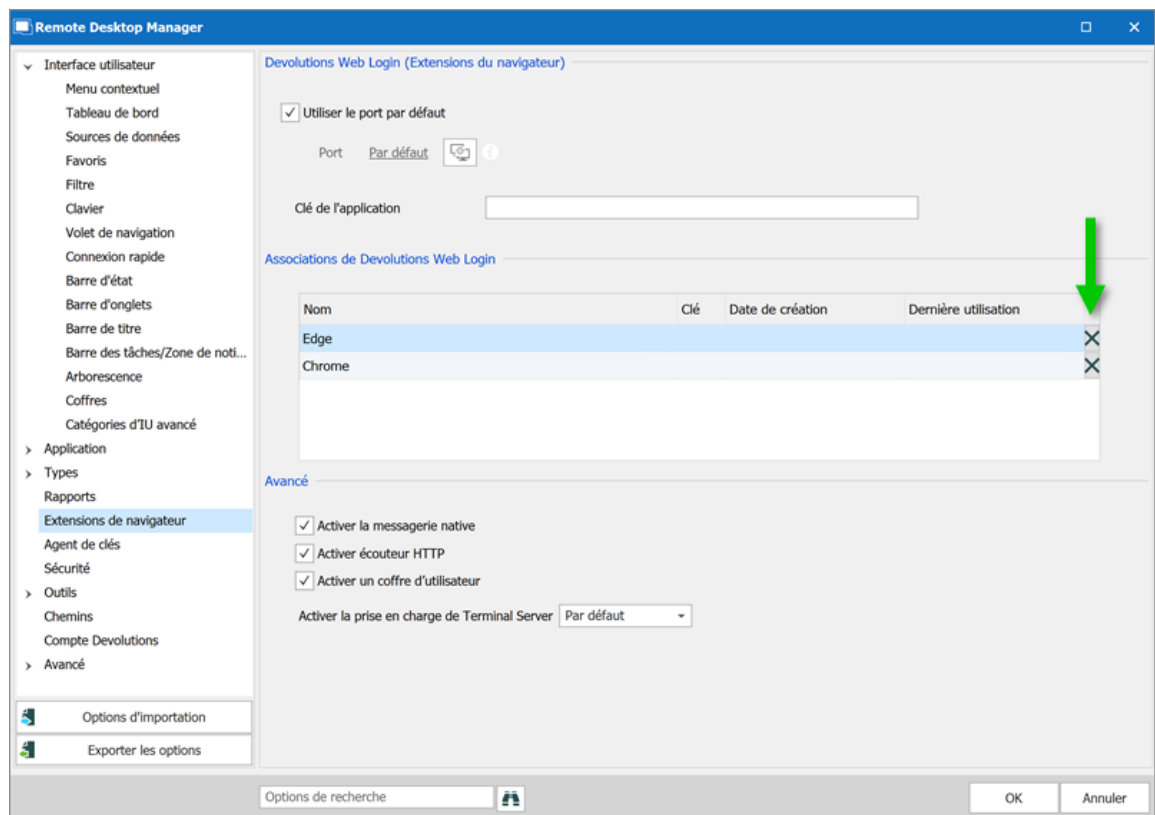 Remote Desktop Manager
Interface utilisateur
Menu contextuel
Tableau de bord
Sources de données
Favoris
Filtre
Clavier
Volet de navigation
Connexion rapide
Barre d'état
Barre d'onglets
Barre de titre
Barre des tâches/Zone de noti...
Arborescence
Coffres
Catégories d'IU avancé
Application
Types
Rapports
Extensions de navigateur
Agent de clés
Sécurité
Outils
Chemins
Compte Devolutions
Avancé
Options d'importation
Exporter les options
Devolutions Web Login (Extensions du navigateur)
Utiliser le port par défaut
Port Par défaut
Clé de l'application
Associations de Devolutions Web Login
Nom Clé Date de création Dernière utilisation
Edge
Chrome
Avancé
Activer la messagerie native
Activer écouteur HTTP
Activer un coffre d'utilisateur
Activer la prise en charge de Terminal Server Par défaut
Options de recherche
OK Annuler